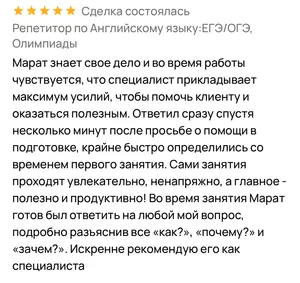 Сделка состоялась
Репетитор по Английскому языку:ЕГЭ/ОГЭ,
Олимпиады
Марат знает свое дело и во время работы
чувствуется, что специалист прикладывает
максимум усилий, чтобы помочь клиенту и
оказаться полезным. Ответил сразу спустя
несколько минут после просьбе о помощи в
подготовке, крайне быстро определились со
временем первого занятия. Сами занятия
проходят увлекательно, ненапряжно, а главное -
полезно и продуктивно! Во время занятия Марат
готов был ответить на любой мой вопрос,
подробно разъяснив все «как?», «почему?» и
«зачем?». Искренне рекомендую его как
специалиста